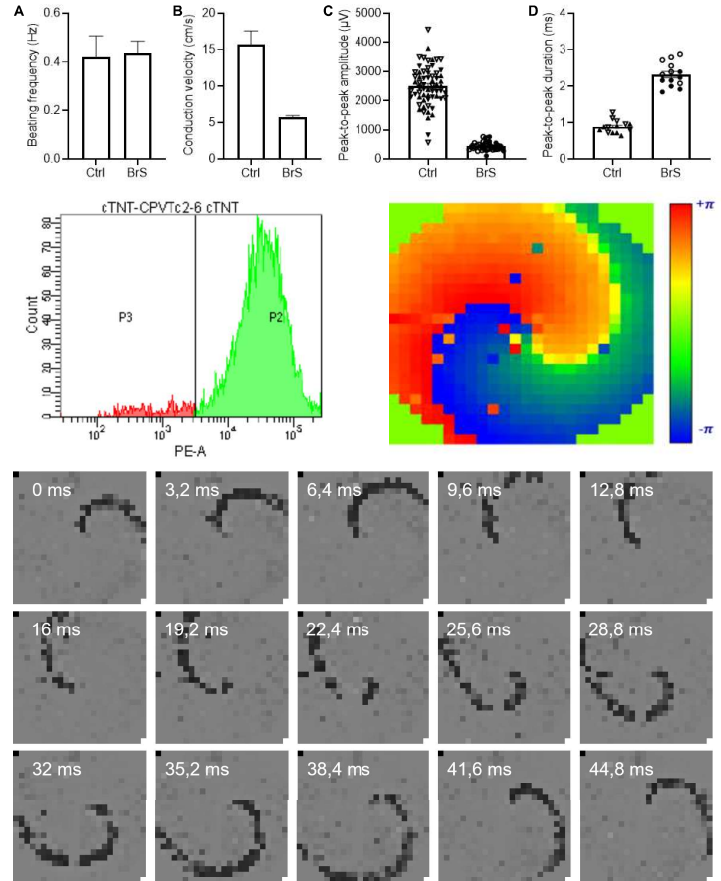 A
B
C
D
Beating frequency (Hz)
0.6
0.4
0.2
0.0
Ctrl BrS
Conduction velocity (cm/s)
20
15
10
5
0
Ctrl BrS
Peak-to-peak amplitude (µV)
5000
4000
3000
2000
1000
0
Ctrl BrS
Peak-to-peak duration (ms)
4
3
2
1
0
Ctrl BrS
cTNT-CPVTc2-6 cTNT
Count
80
70
60
50
40
30
20
10
0
P3
P2
10² 10³ 10⁴ 10⁵
PE-A
+π
-π
0 ms 3,2 ms 6,4 ms 9,6 ms 12,8 ms
16 ms 19,2 ms 22,4 ms 25,6 ms 28,8 ms
32 ms 35,2 ms 38,4 ms 41,6 ms 44,8 ms